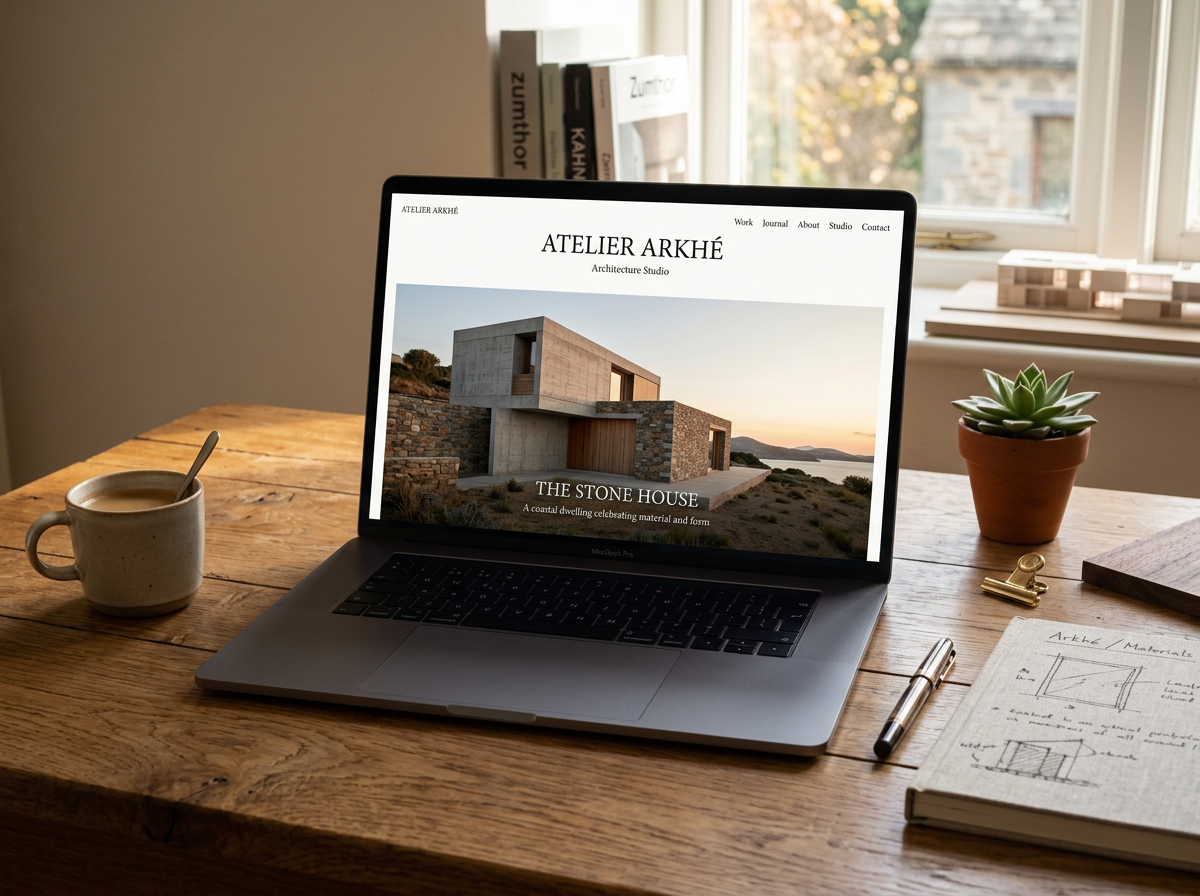 zumthor
KAHN
Zumthor
ATELIER ARKHÉ
Work Journal About Studio Contact
ATELIER ARKHÉ
Architecture Studio
THE STONE HOUSE
A coartal dwelling celebrating material and form
MacBook Pro
Arkhé / Materials